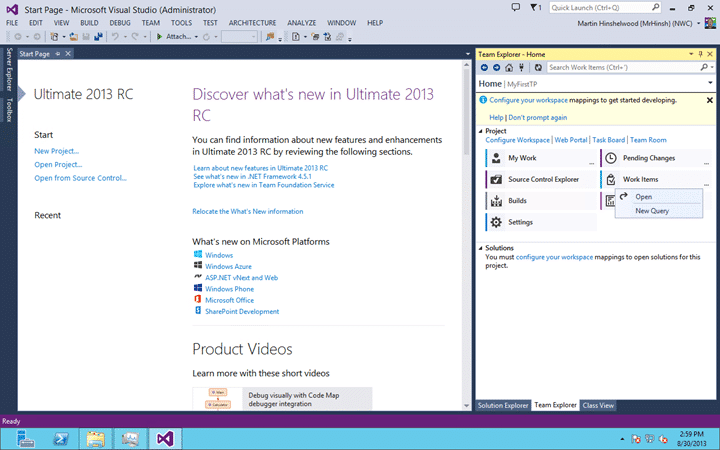 Start Page - Microsoft Visual Studio (Administrator)
1
Quick Launch (Ctrl+Q)
FILE EDIT VIEW BUILD DEBUG TEAM TOOLS TEST ARCHITECTURE ANALYZE WINDOW HELP
Martin Hinshelwood [MrHinsh] (NWC)
Attach...
Server Explorer
Toolbox
Start Page
Ultimate 2013 RC
Start
New Project...
Open Project...
Open from Source Control...
Recent
Discover what's new in Ultimate 2013
RC
You can find information about new features and enhancements
in Ultimate 2013 RC by reviewing the following sections.
Learn about new features in Ultimate 2013 RC
See what's new in .NET Framework 4.5.1
Explore what's new in Team Foundation Service
Relocate the What's New information
What's new on Microsoft Platforms
Windows
Windows Azure
ASP.NET vNext and Web
Windows Phone
Microsoft Office
SharePoint Development
Product Videos
Learn more with these short videos
Debug visually with Code Map
debugger integration
Team Explorer - Home
Search Work Items (Ctrl+')
Home | MyFirstTP
Configure your workspace mappings to get started developing.
Help | Don't prompt again
Project
Configure Workspace | Web Portal | Task Board | Team Room
My Work ...
Pending Changes
Source Control Explorer
Work Items ...
Builds
Open
New Query
Settings
Solutions
You must configure your workspace mappings to open solutions for this
project.
Solution Explorer Team Explorer Class View
Ready
2:59 PM
8/30/2013